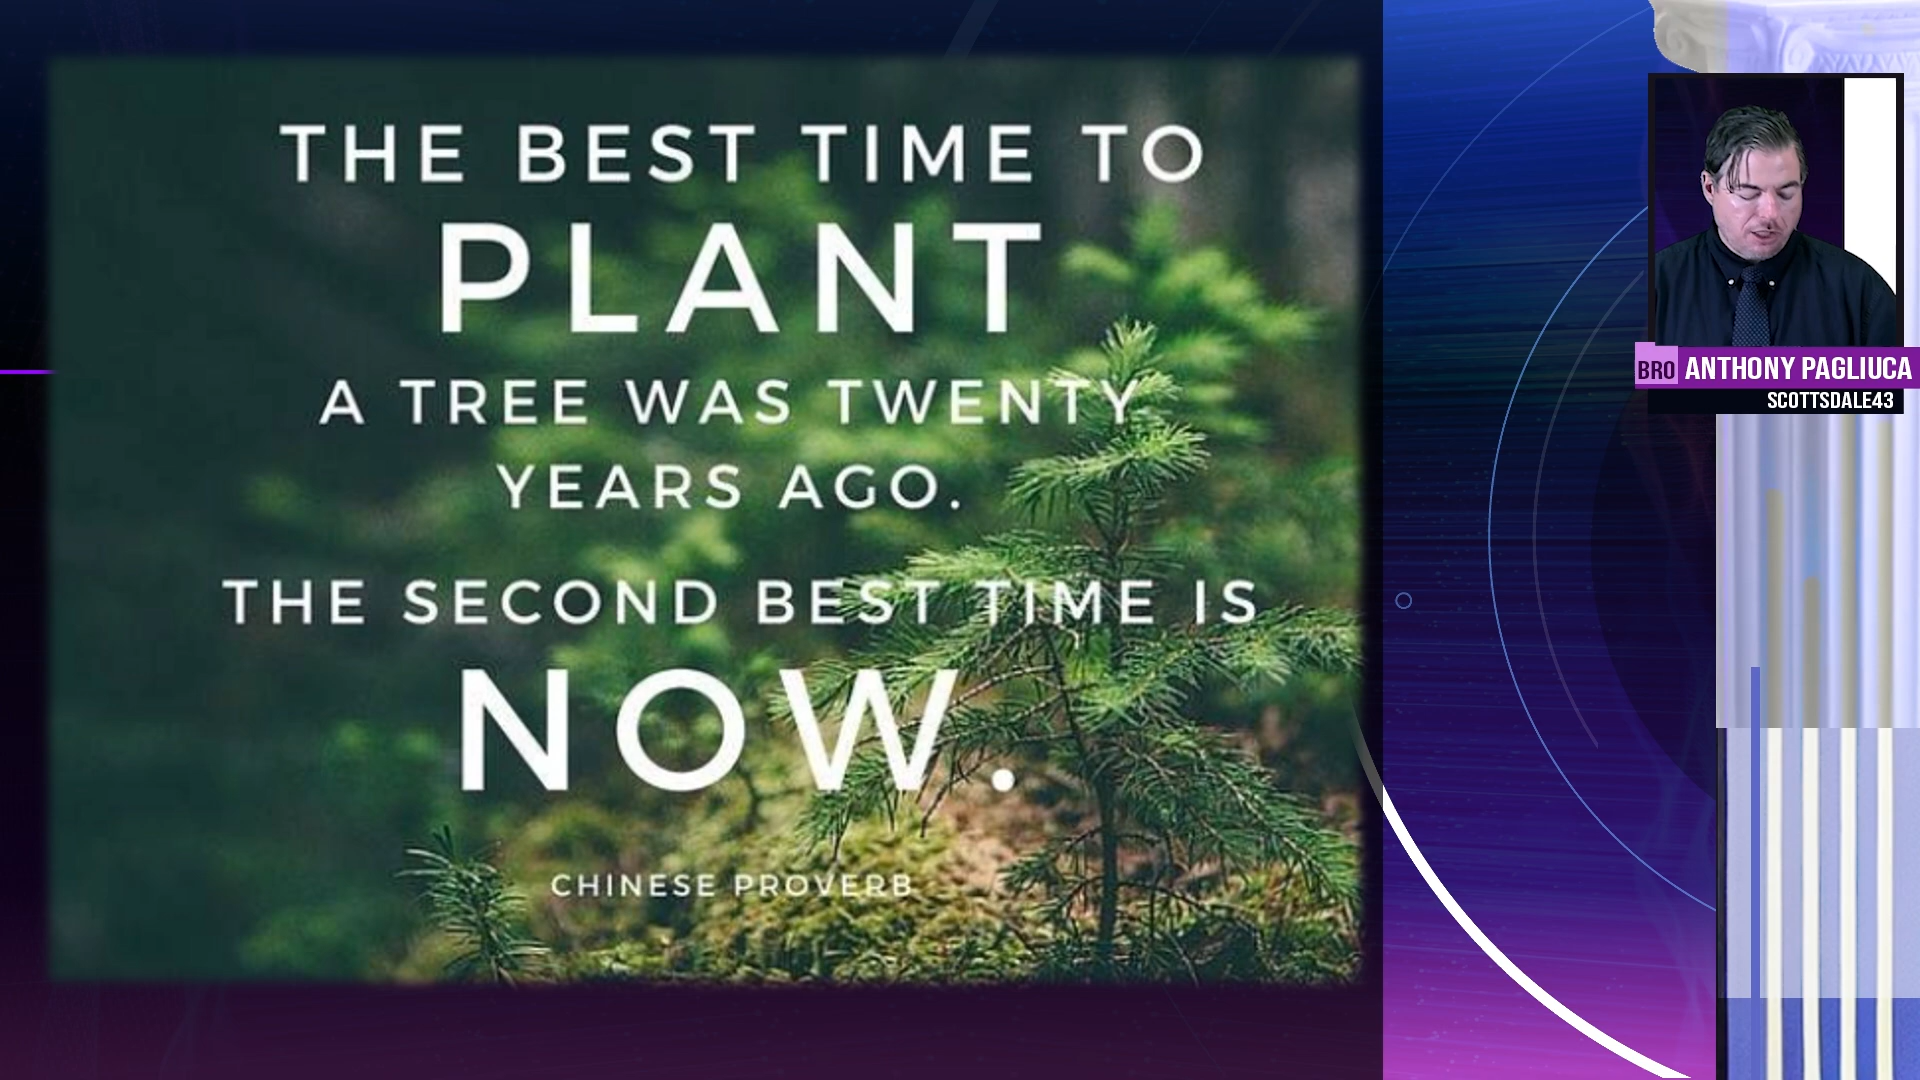 THE BEST TIME TO
PLANT
A TREE WAS TWENTY
YEARS AGO.
THE SECOND BEST TIME IS
NOW.
CHINESE PROVERB
BRO ANTHONY PAGLIUCA
SCOTTSDALE43